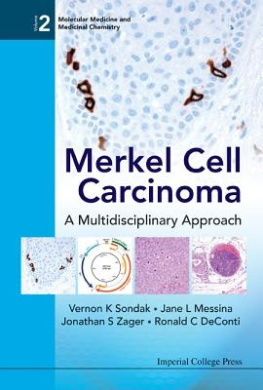 Volume 2
Molecular Medicine and
Medicinal Chemistry
Merkel Cell
Carcinoma
A Multidisciplinary Approach
Vernon K Sondak • Jane L Messina
Jonathan S Zager • Ronald C DeConti
Imperial College Press